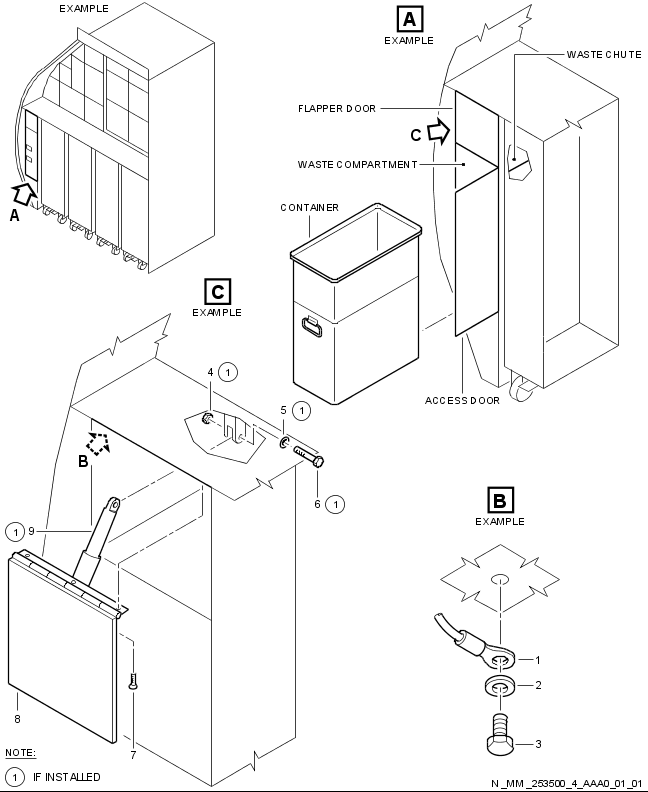 EXAMPLE
A
A
EXAMPLE
WASTE CHUTE
FLAPPER DOOR
C
WASTE COMPARTMENT
CONTAINER
ACCESS DOOR
C
EXAMPLE
4 1
5 1
6 1
B
1 9
8
7
B
EXAMPLE
1
2
3
NOTE:
1 IF INSTALLED
N_MM_253500_4_AAA0_01_01